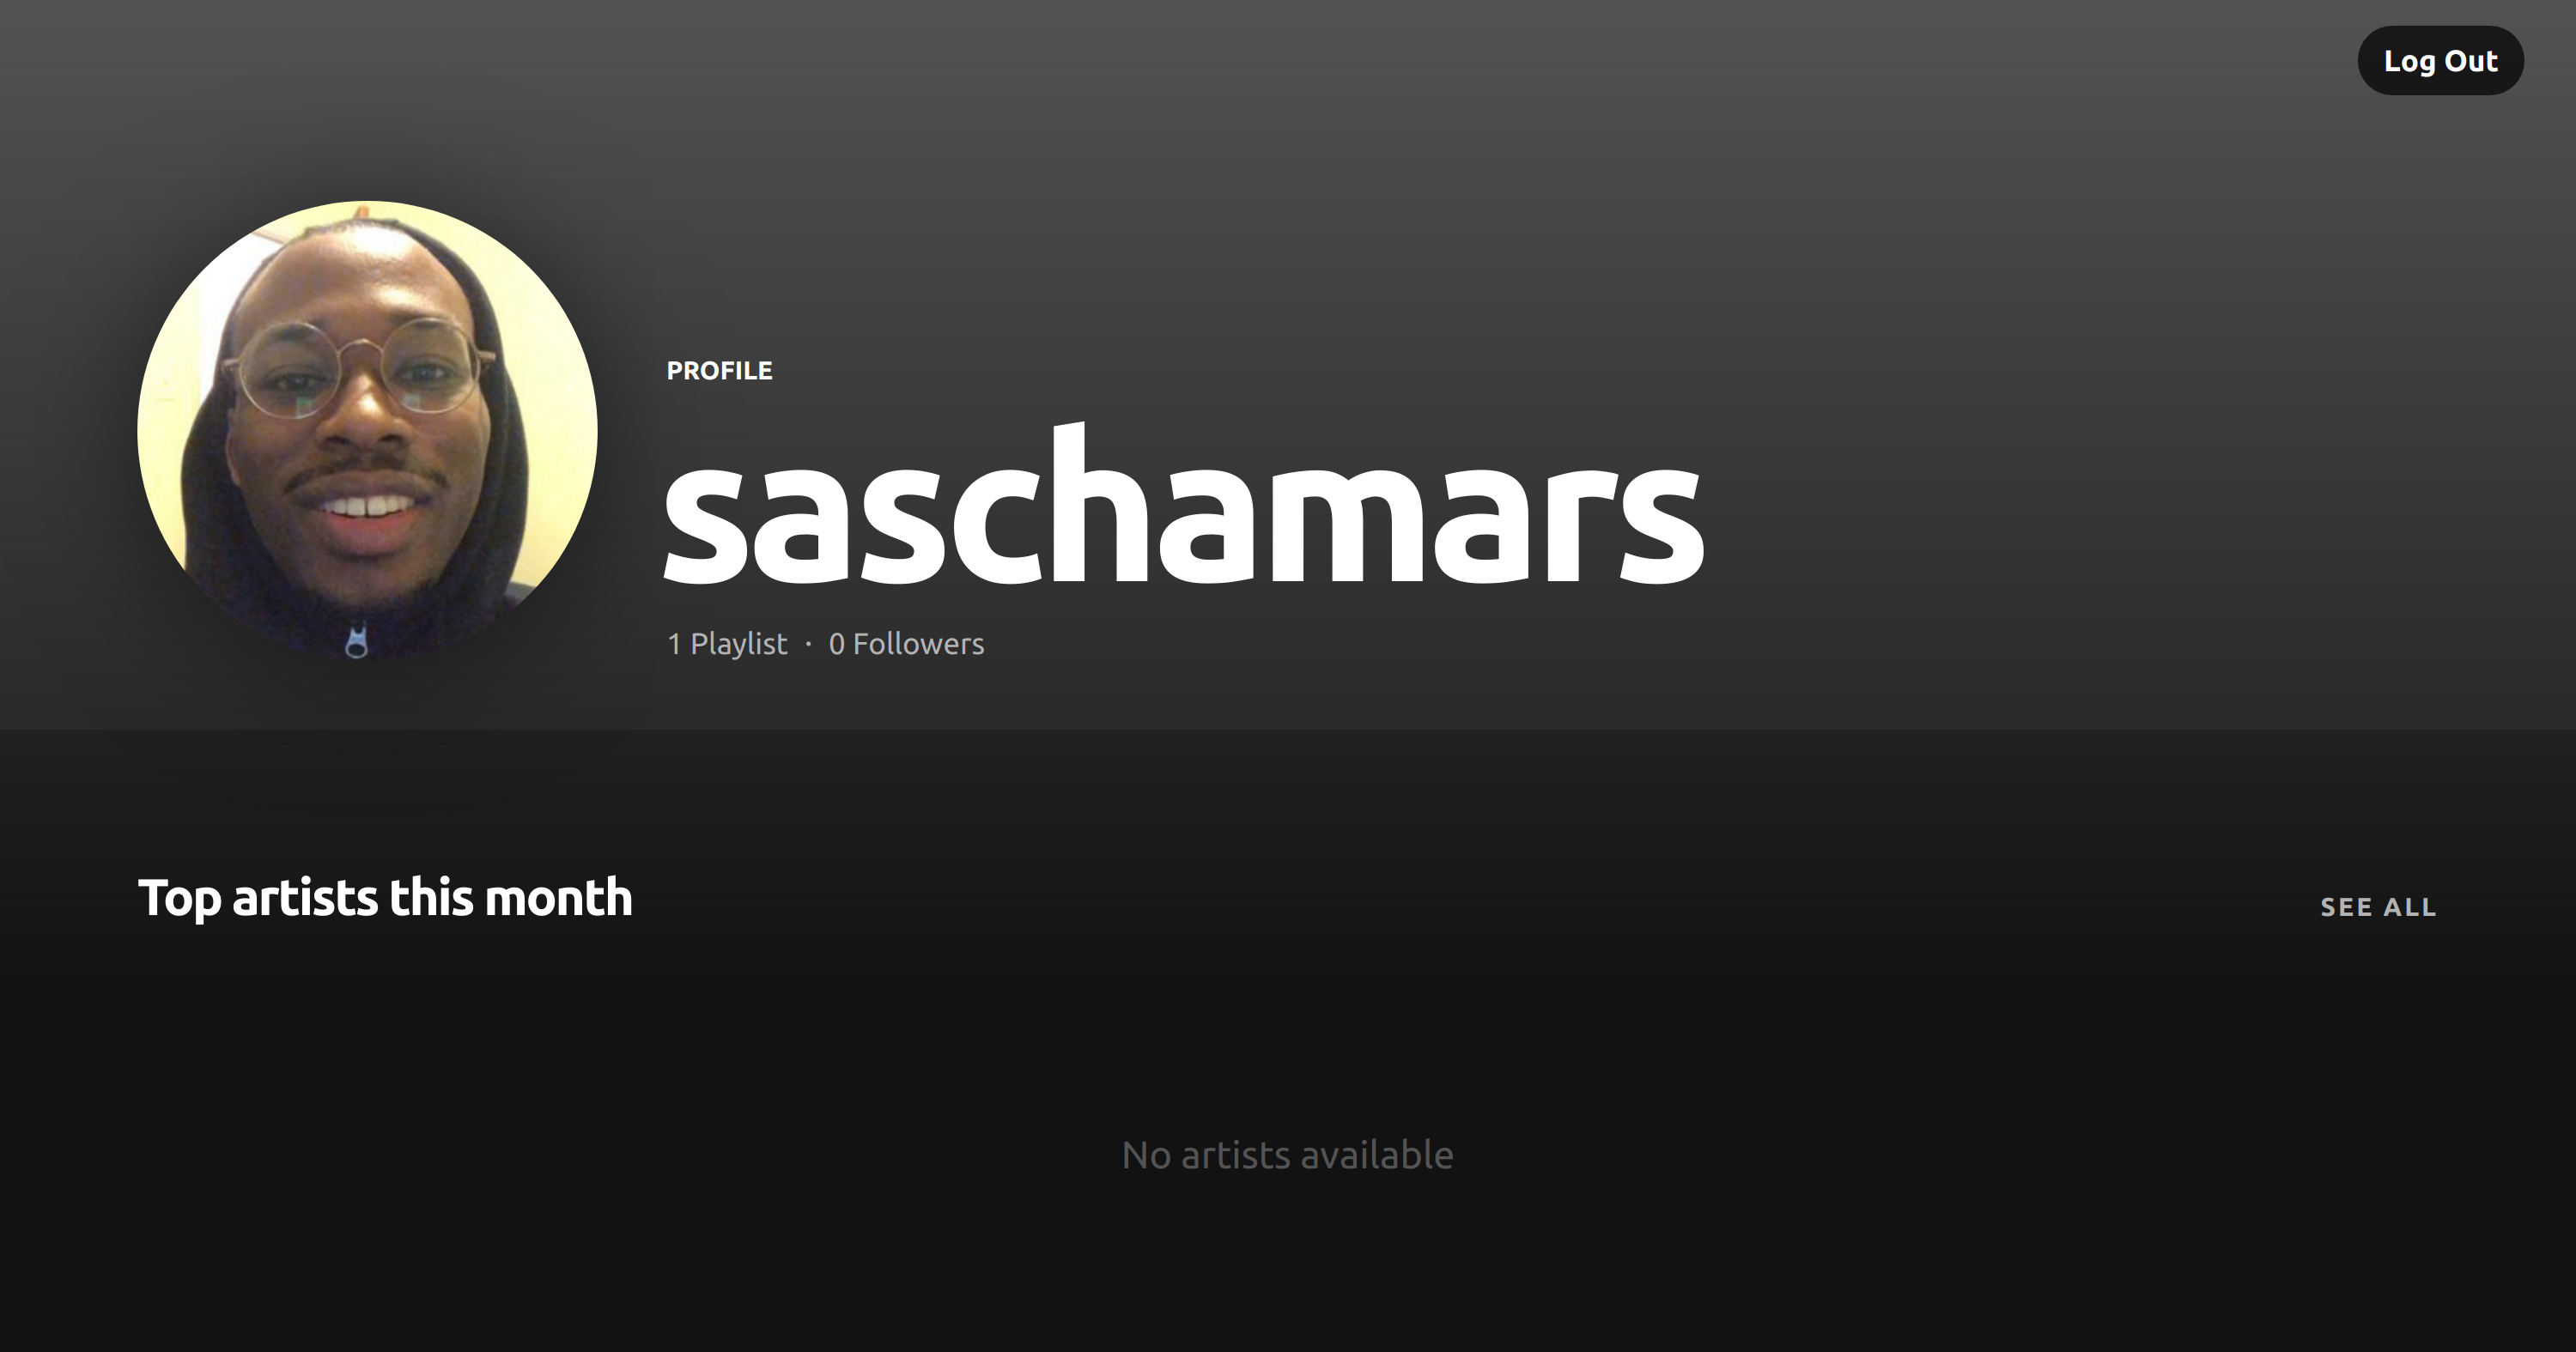 Log Out
PROFILE
saschamars
1 Playlist · 0 Followers
Top artists this month
SEE ALL
No artists available